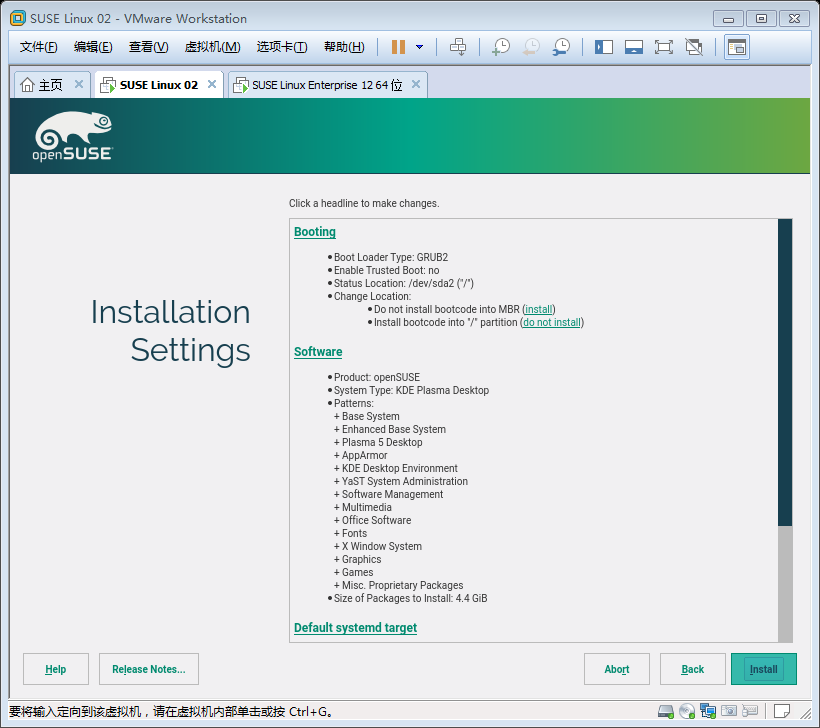 SUSE Linux 02 - VMware Workstation
文件(F) 编辑(E) 查看(V) 虚拟机(M) 选项卡(T) 帮助(H)
主页 SUSE Linux 02 SUSE Linux Enterprise 12 64 位
openSUSE
Click a headline to make changes.
Installation
Settings
Booting
Boot Loader Type: GRUB2
Enable Trusted Boot: no
Status Location: /dev/sda2 ("/")
Change Location:
Do not install bootcode into MBR (install)
Install bootcode into "/" partition (do not install)
Software
Product: openSUSE
System Type: KDE Plasma Desktop
Patterns:
+ Base System
+ Enhanced Base System
+ Plasma 5 Desktop
+ AppArmor
+ KDE Desktop Environment
+ YaST System Administration
+ Software Management
+ Multimedia
+ Office Software
+ Fonts
+ X Window System
+ Graphics
+ Games
+ Misc. Proprietary Packages
Size of Packages to Install: 4.4 GiB
Default systemd target
Help Release Notes... Abort Back Install
要将输入定向到该虚拟机，请在虚拟机内部单击或按 Ctrl+G。